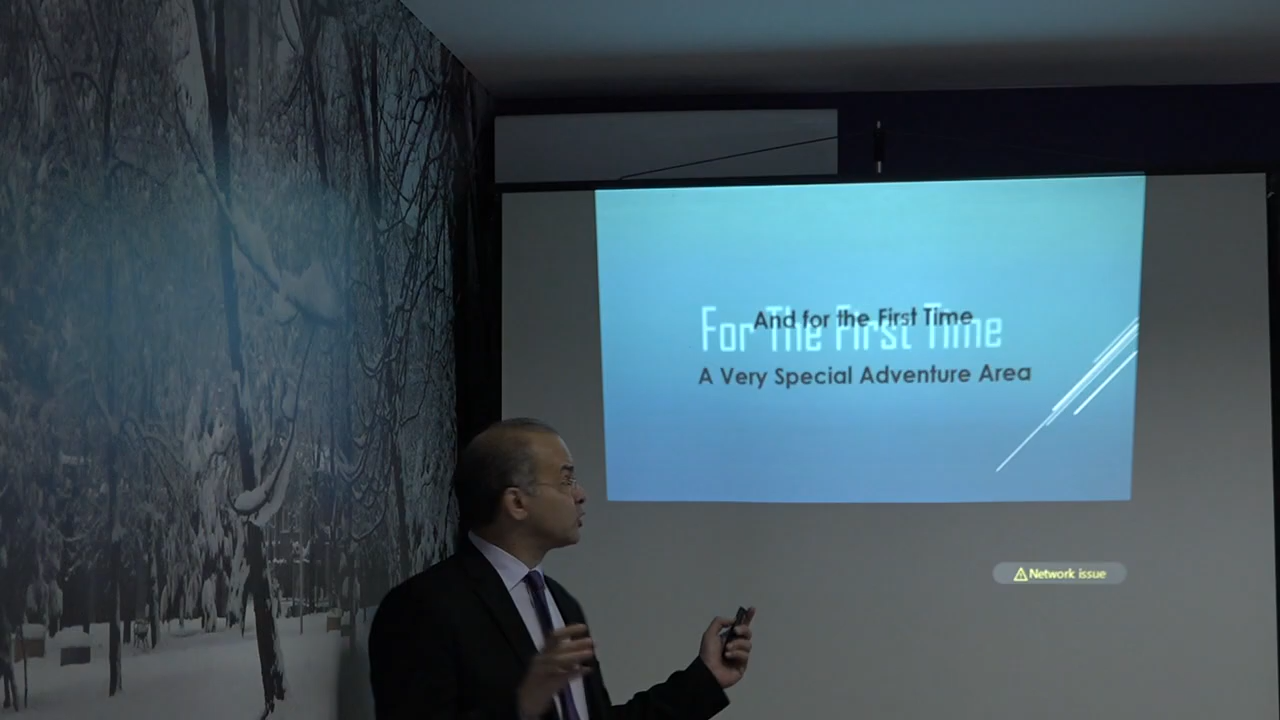 And for the First Time
For The First Time
A Very Special Adventure Area
Network issue